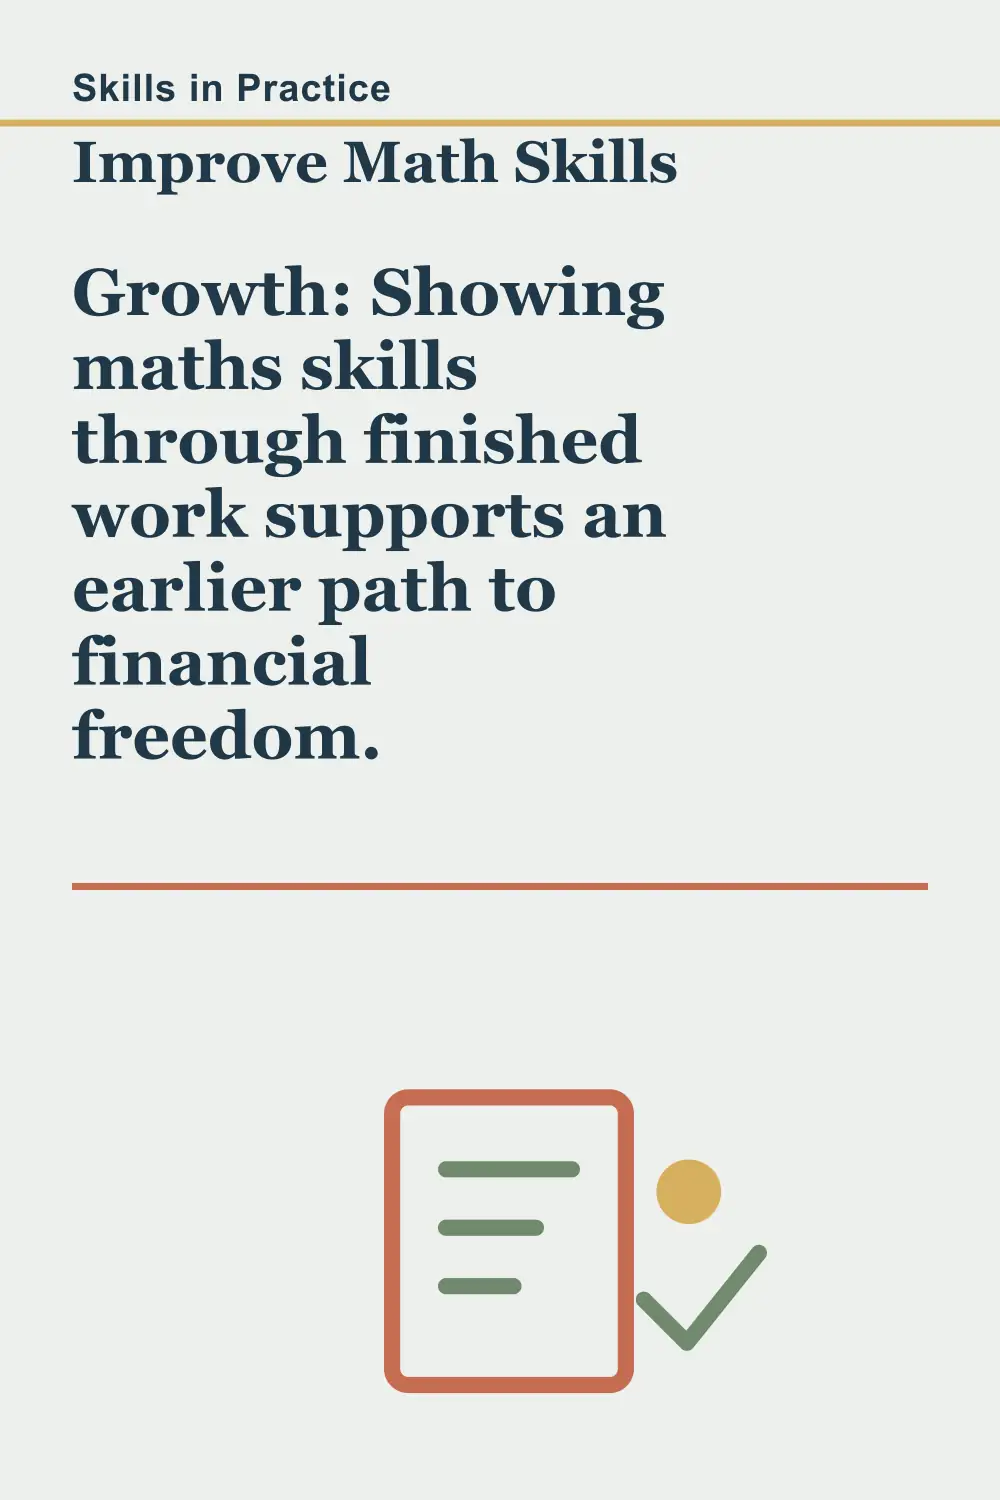 Skills in Practice
Improve Math Skills
Growth: Showing
maths skills
through finished
work supports an
earlier path to
financial
freedom.